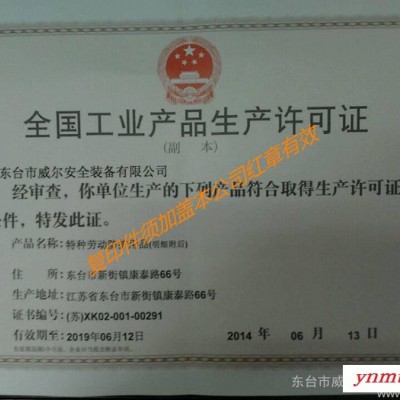 全国工业产品生产许可证
(副 本)
东台市威尔安全装备有限公司
经审查，你单位生产的下列产品符合取得生产许可证
条件，特发此证。
产品名称：特种劳动防护用品(明细附后)
住 所：东台市新街镇康泰路66号
生产地址：江苏省东台市新街镇康泰路66号
证书编号：(苏)XK02-001-00291
有效期至：2019年06月12日
2014 年 06 月 13 日
复印件须加盖本公司红章有效
东台市威
ynmt